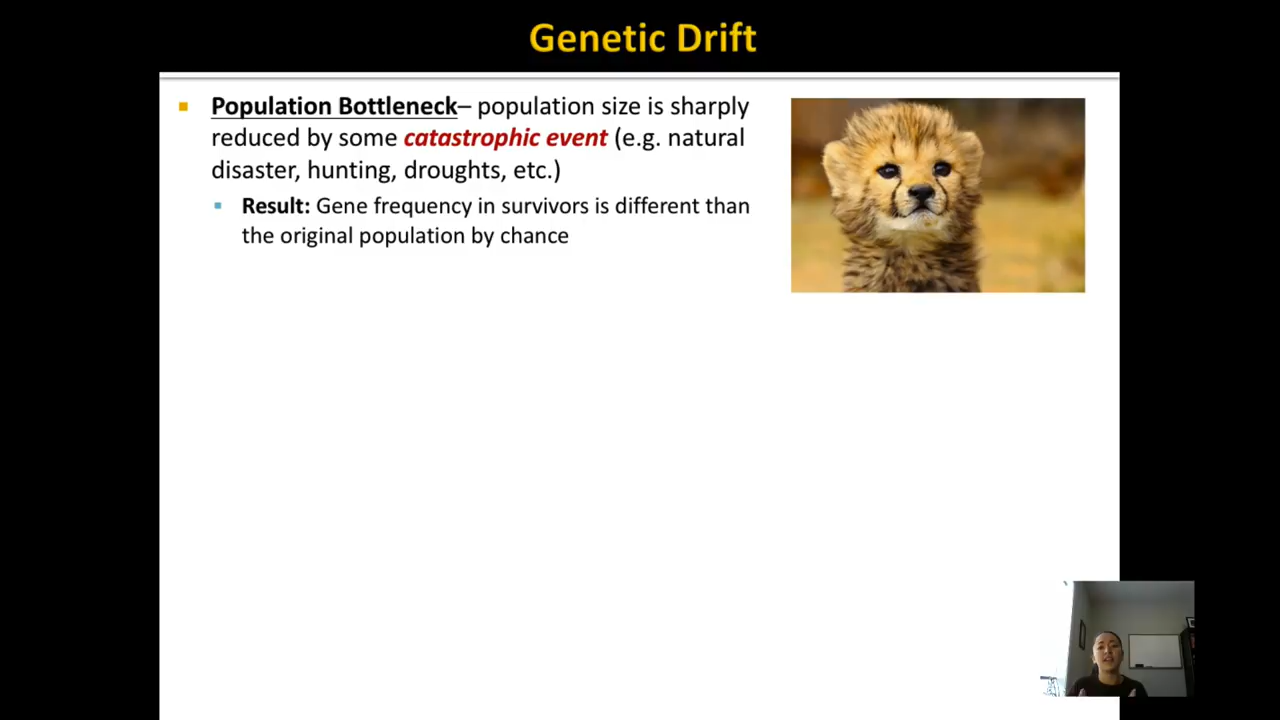 Genetic Drift
Population Bottleneck– population size is sharply
reduced by some catastrophic event (e.g. natural
disaster, hunting, droughts, etc.)
Result: Gene frequency in survivors is different than
the original population by chance